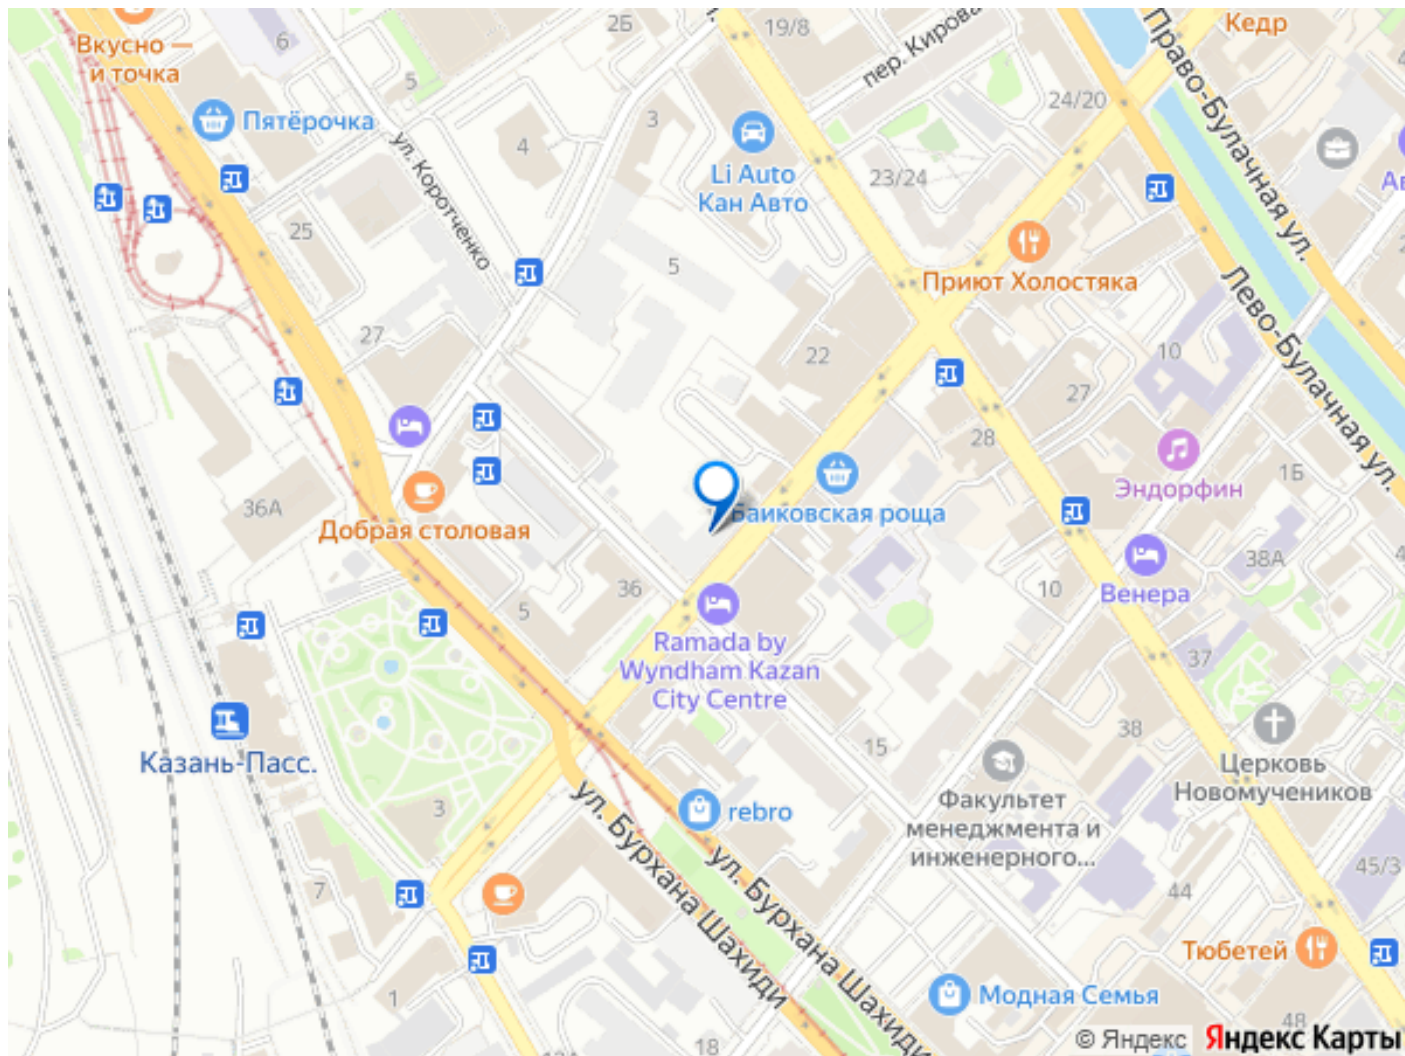 2Б
19/8
Кедр
Вкусно —
и точка
6
5
пер. Кирова
Право-Булачная ул.
24/20
Пятёрочка
3
4
ул. Коротченко
Li Auto
Кан Авто
23/24
25
5
Приют Холостяка
Лево-Булачная ул.
27
22
10
27
28
Эндорфин
1Б
36А
Добрая столовая
Баиковская роща
38А
36
5
10
Венера
Ramada by
Wyndham Kazan
City Centre
37
38
15
Казань-Пасс.
Церковь
Новомучеников
3
ул. Бурхана Шахиди
rebro
Факультет
менеджмента и
инженерного...
ул. Бурхана Шахиди
45/3
7
44
Тюбетей
1
Модная Семья
48
18
© Яндекс
Яндекс Карты